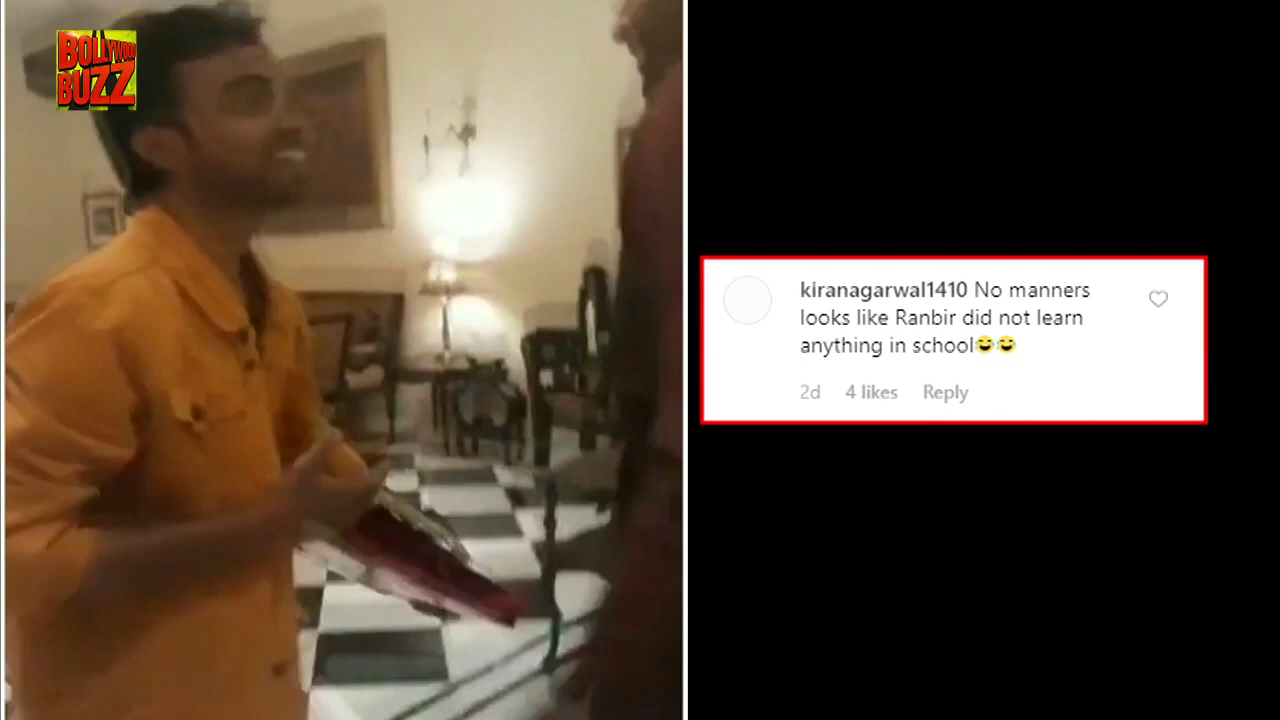 BOLLYWOOD
BUZZ
kiranagarwal1410 No manners
looks like Ranbir did not learn
anything in school😂😂
2d 4 likes Reply